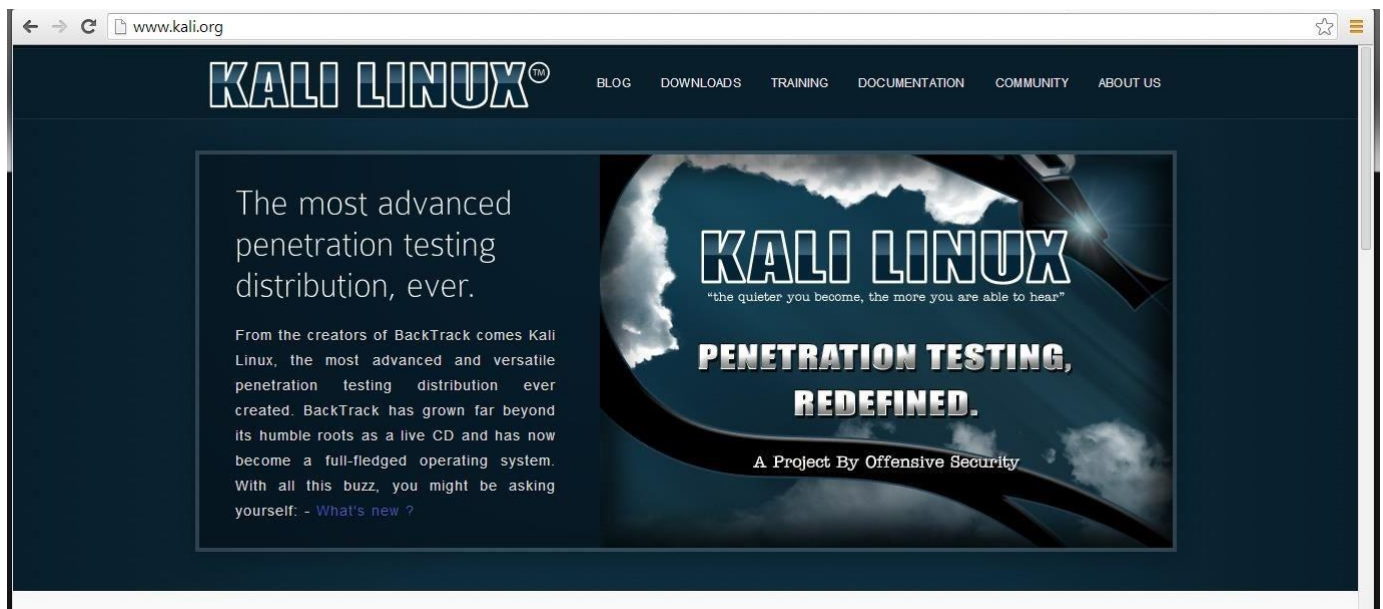 www.kali.org
KALI LINUX™
BLOG DOWNLOADS TRAINING DOCUMENTATION COMMUNITY ABOUT US
The most advanced
penetration testing
distribution, ever.
From the creators of BackTrack comes Kali
Linux, the most advanced and versatile
penetration testing distribution ever
created. BackTrack has grown far beyond
its humble roots as a live CD and has now
become a full-fledged operating system.
With all this buzz, you might be asking
yourself: - What's new ?
KALI LINUX
“the quieter you become, the more you are able to hear”
PENETRATION TESTING,
REDEFINED.
A Project By Offensive Security